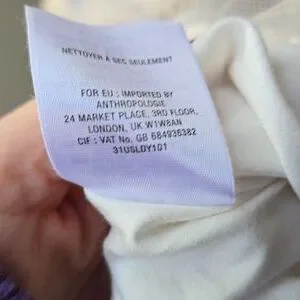 NETTOYER À SEC SEULEMENT
FOR EU : IMPORTED BY
ANTHROPOLOGIE
24 MARKET PLACE, 3RD FLOOR,
LONDON, UK W1W8AN
CIF : VAT No. GB 684936382
31USLDY101